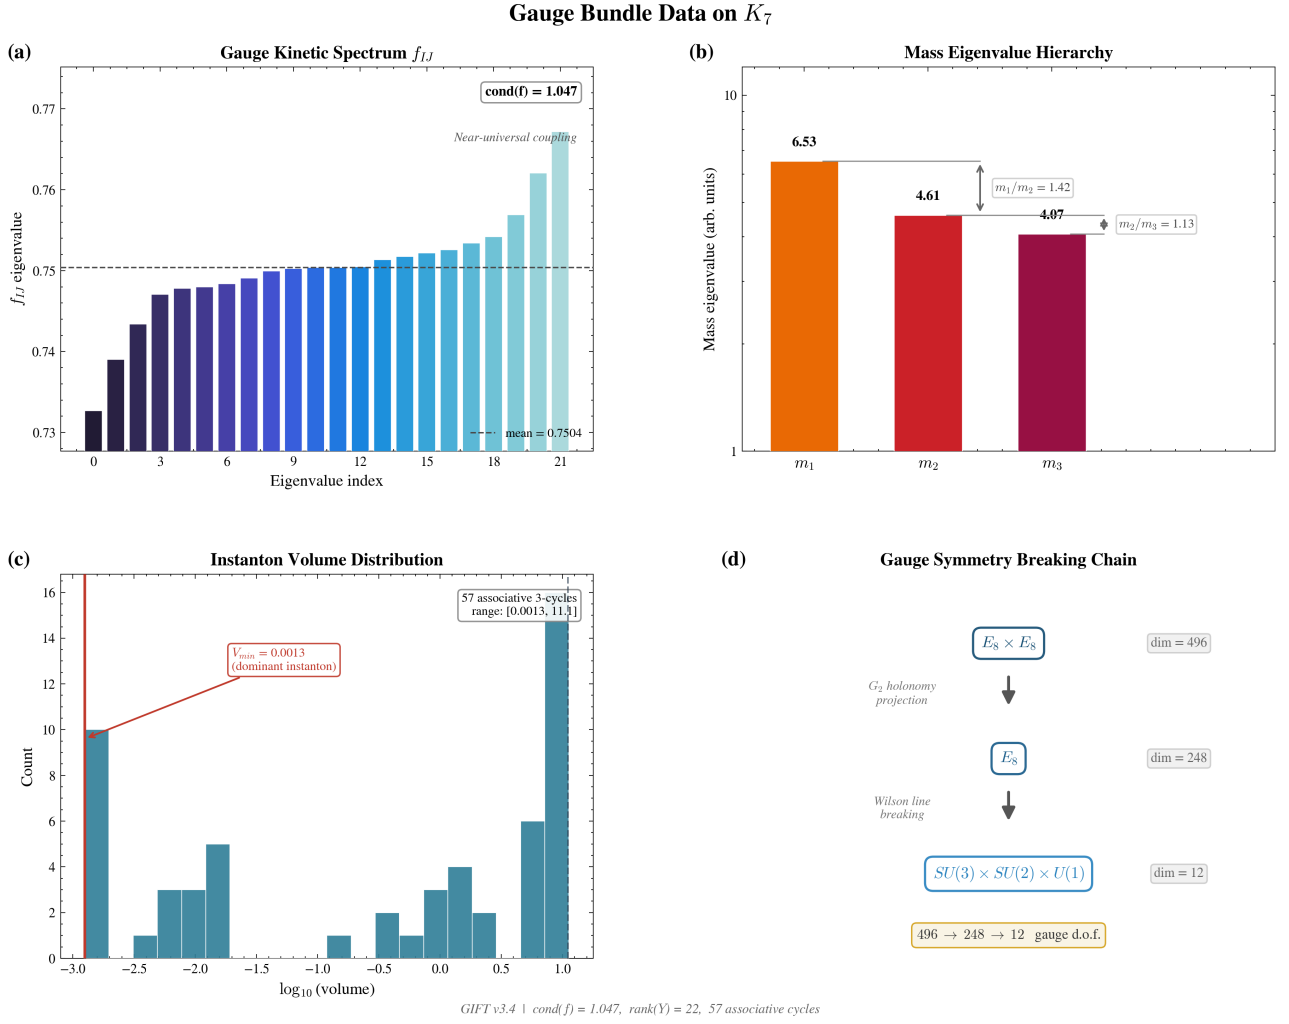 Gauge Bundle Data on K₇
(a)
Gauge Kinetic Spectrum f_{IJ}
cond(f) = 1.047
Near-universal coupling
0.77
0.76
0.75
0.74
0.73
f_{IJ} eigenvalue
mean = 0.7504
0 3 6 9 12 15 18 21
Eigenvalue index
(b)
Mass Eigenvalue Hierarchy
10
1
Mass eigenvalue (arb. units)
6.53
4.61
4.07
m₁/m₂ = 1.42
m₂/m₃ = 1.13
m₁ m₂ m₃
(c)
Instanton Volume Distribution
57 associative 3-cycles
range: [0.0013, 11.1]
V_{min} = 0.0013
(dominant instanton)
16
14
12
10
8
6
4
2
0
Count
−3.0 −2.5 −2.0 −1.5 −1.0 −0.5 0.0 0.5 1.0
log₁₀ (volume)
(d)
Gauge Symmetry Breaking Chain
E₈ × E₈
dim = 496
G₂ holonomy
projection
E₈
dim = 248
Wilson line
breaking
SU(3) × SU(2) × U(1)
dim = 12
496 → 248 → 12 gauge d.o.f.
GIFT v3.4 | cond(f) = 1.047, rank(Y) = 22, 57 associative cycles